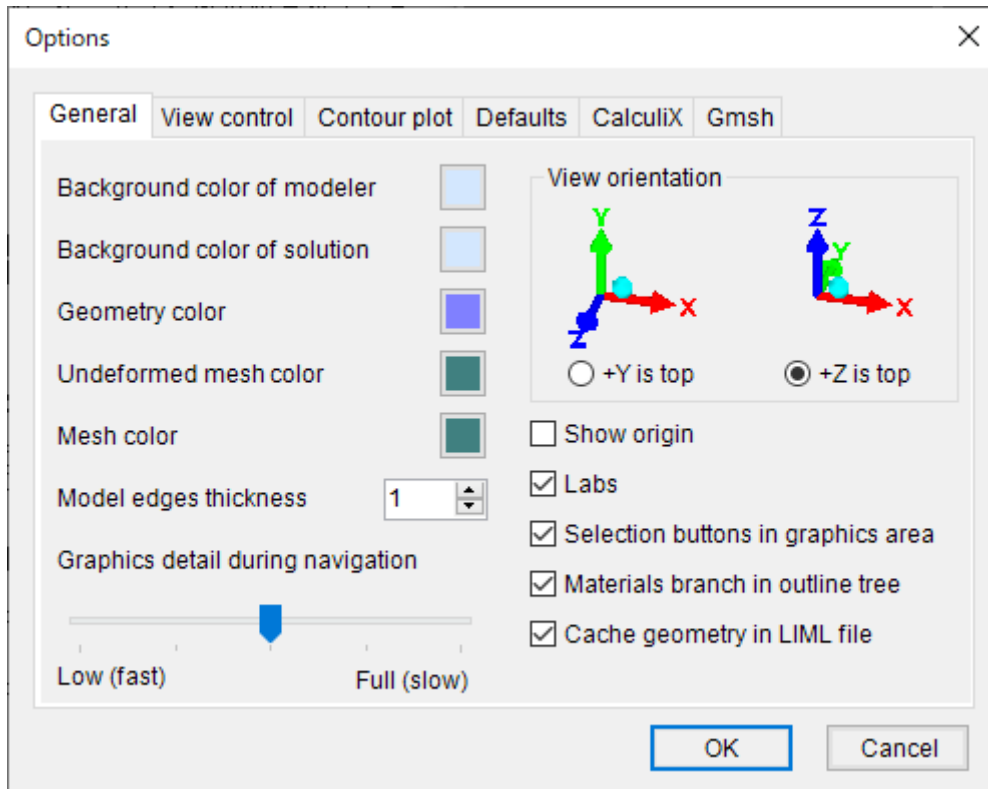 Options
General View control Contour plot Defaults CalculiX Gmsh
Background color of modeler
Background color of solution
Geometry color
Undeformed mesh color
Mesh color
Model edges thickness 1
Graphics detail during navigation
Low (fast) Full (slow)
View orientation
Y Z Y
X X
Z
+Y is top +Z is top
Show origin
Labs
Selection buttons in graphics area
Materials branch in outline tree
Cache geometry in LIML file
OK Cancel